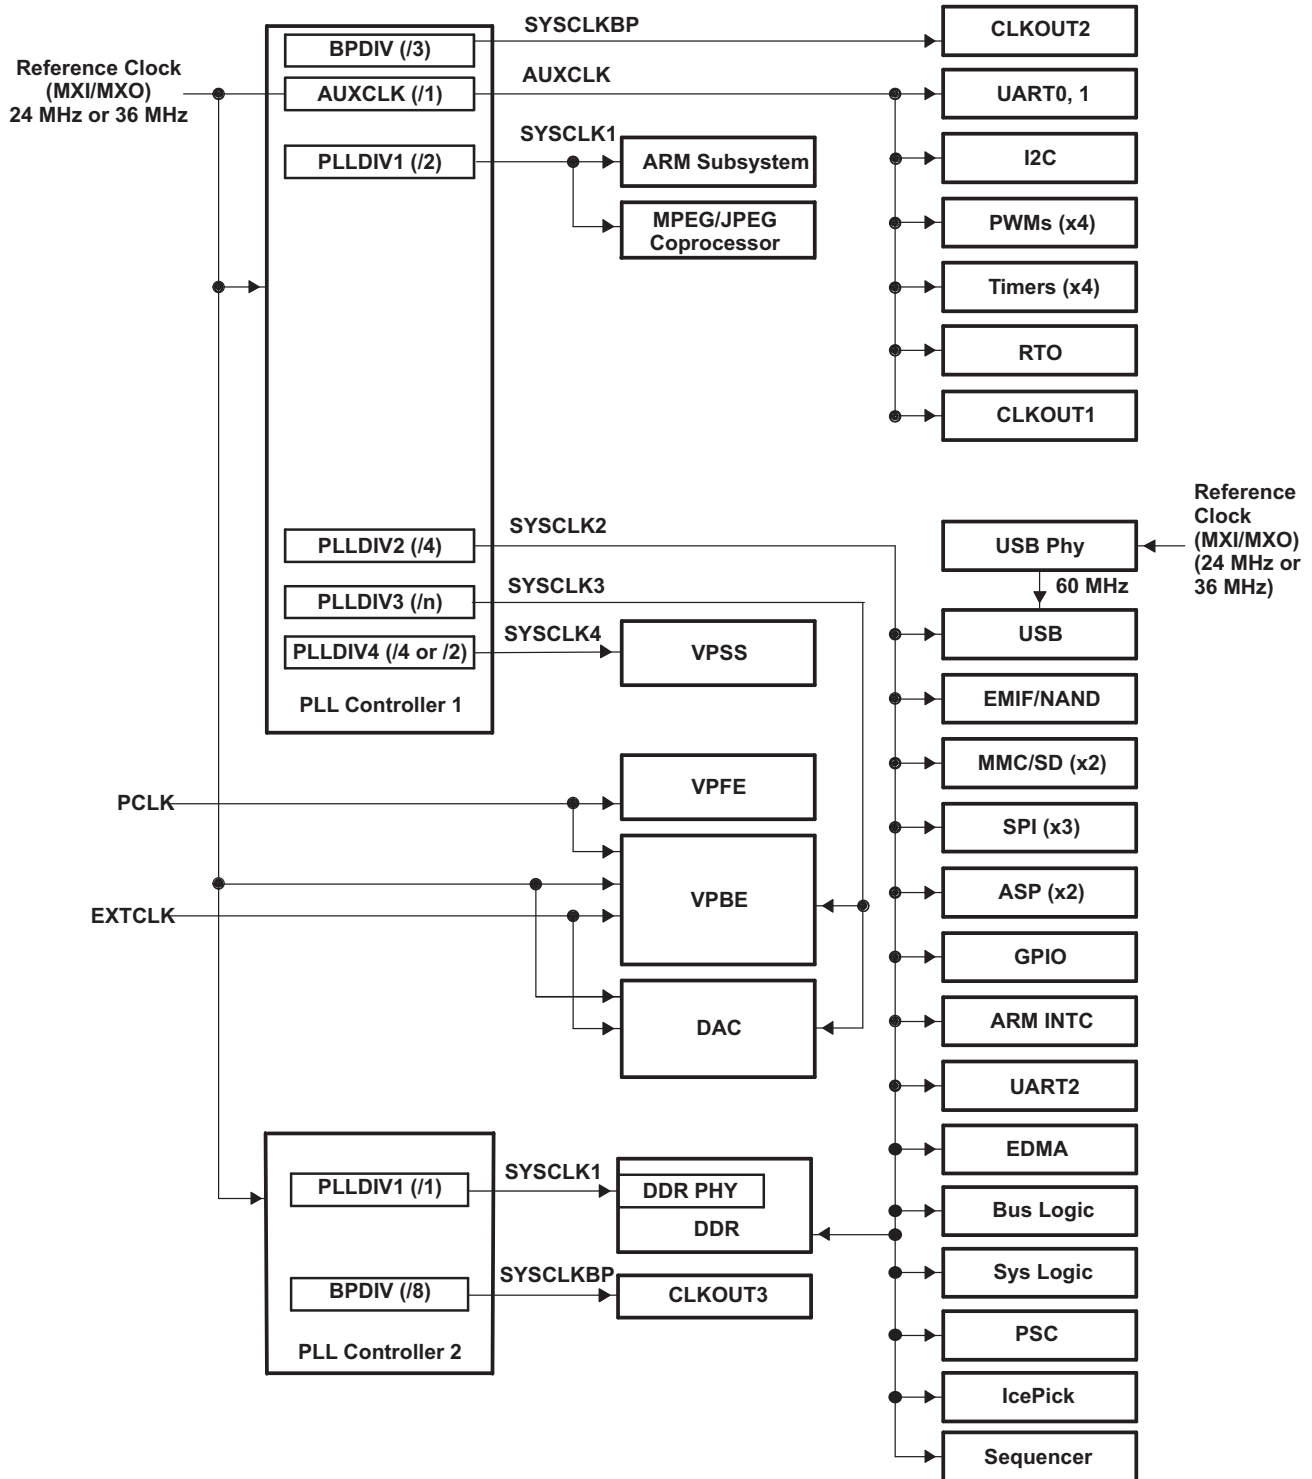 SYSCLKBP
CLKOUT2
BPDIV (/3)
Reference Clock
(MXI/MXO)
24 MHz or 36 MHz
AUXCLK
AUXCLK (/1)
UART0, 1
SYSCLK1
PLLDIV1 (/2)
ARM Subsystem
I2C
MPEG/JPEG
Coprocessor
PWMs (x4)
Timers (x4)
RTO
CLKOUT1
Reference
Clock
(MXI/MXO)
(24 MHz or
36 MHz)
SYSCLK2
PLLDIV2 (/4)
USB Phy
60 MHz
SYSCLK3
PLLDIV3 (/n)
USB
SYSCLK4
PLLDIV4 (/4 or /2)
VPSS
PLL Controller 1
EMIF/NAND
MMC/SD (x2)
VPFE
PCLK
SPI (x3)
ASP (x2)
VPBE
EXTCLK
GPIO
DAC
ARM INTC
UART2
EDMA
SYSCLK1
PLLDIV1 (/1)
DDR PHY
DDR
Bus Logic
Sys Logic
SYSCLKBP
BPDIV (/8)
CLKOUT3
PLL Controller 2
PSC
IcePick
Sequencer